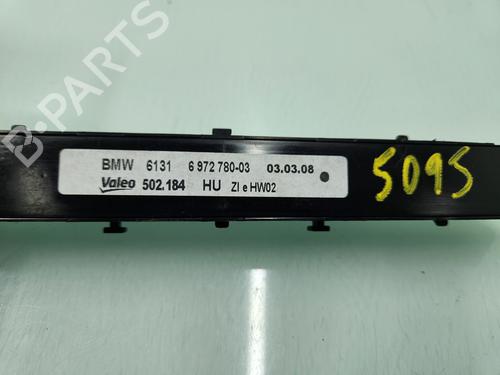 B-PARTS
BMW 6131 6 972 780-03 03.03.08
Valeo 502.184 HU ZI e HW02
5095